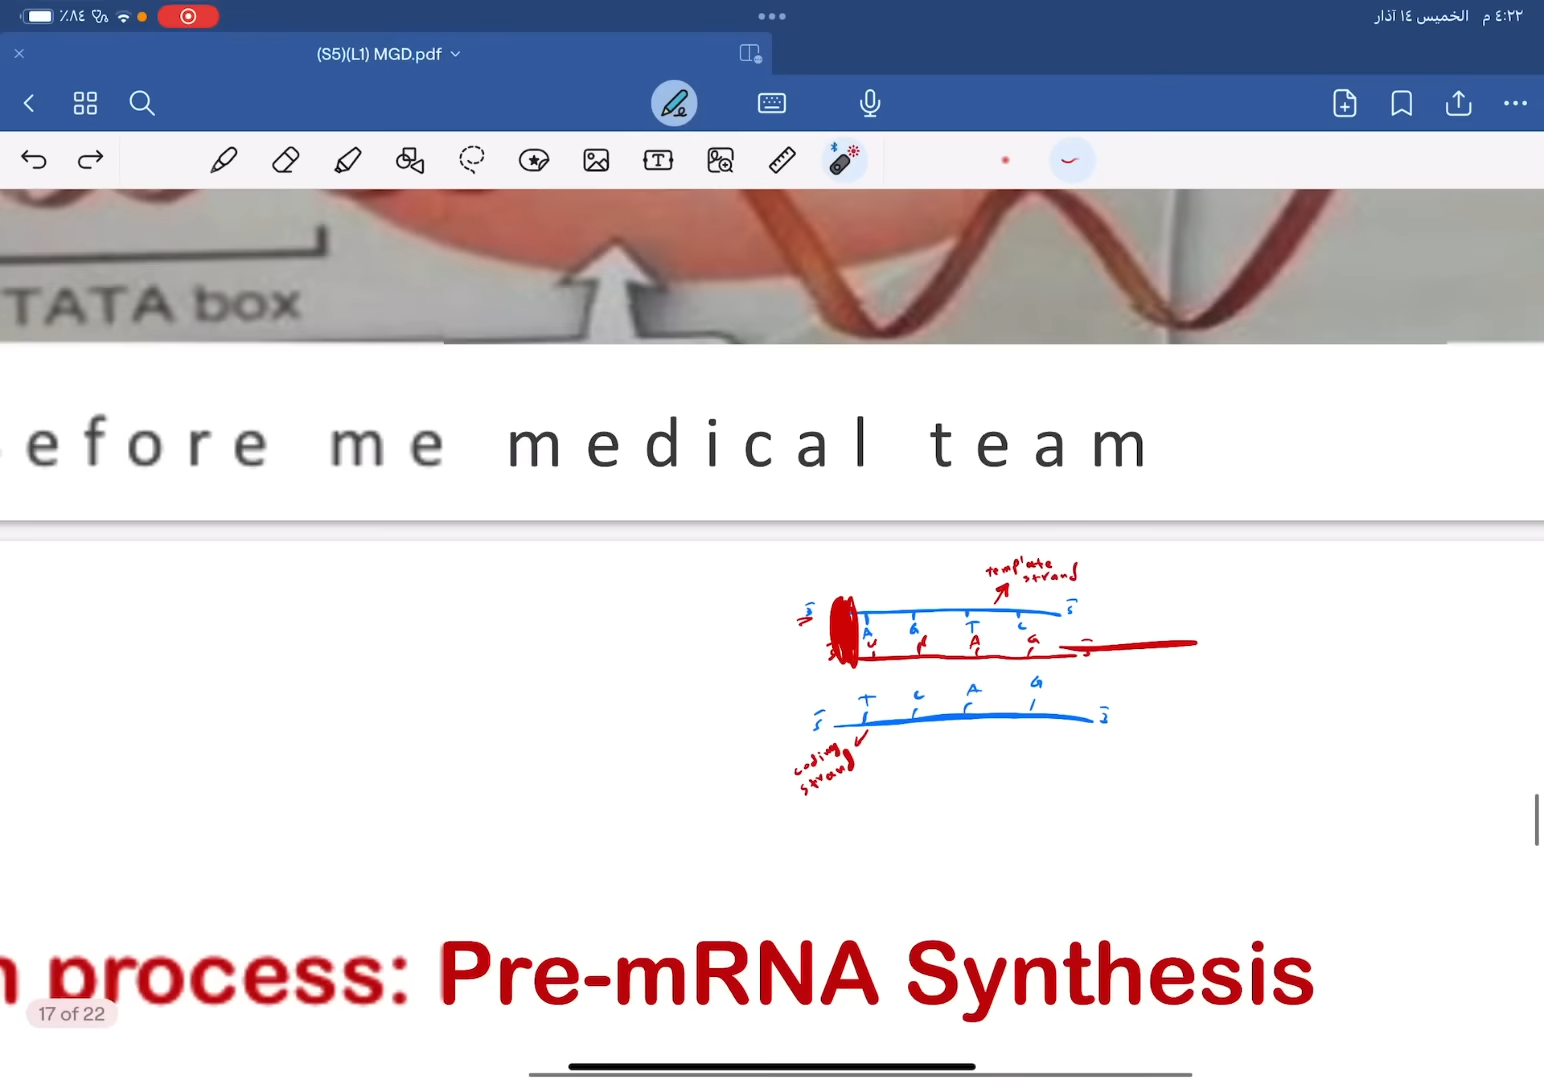 ٪٨٤
٤:٢٢ م الخميس ١٤ آذار
(S5)(L1) MGD.pdf
TATA box
efore me medical team
template
strand
3̄ 5̄
A G T C
U A G
T C A G
5̄ 3̄
coding
strand
n process: Pre-mRNA Synthesis
17 of 22